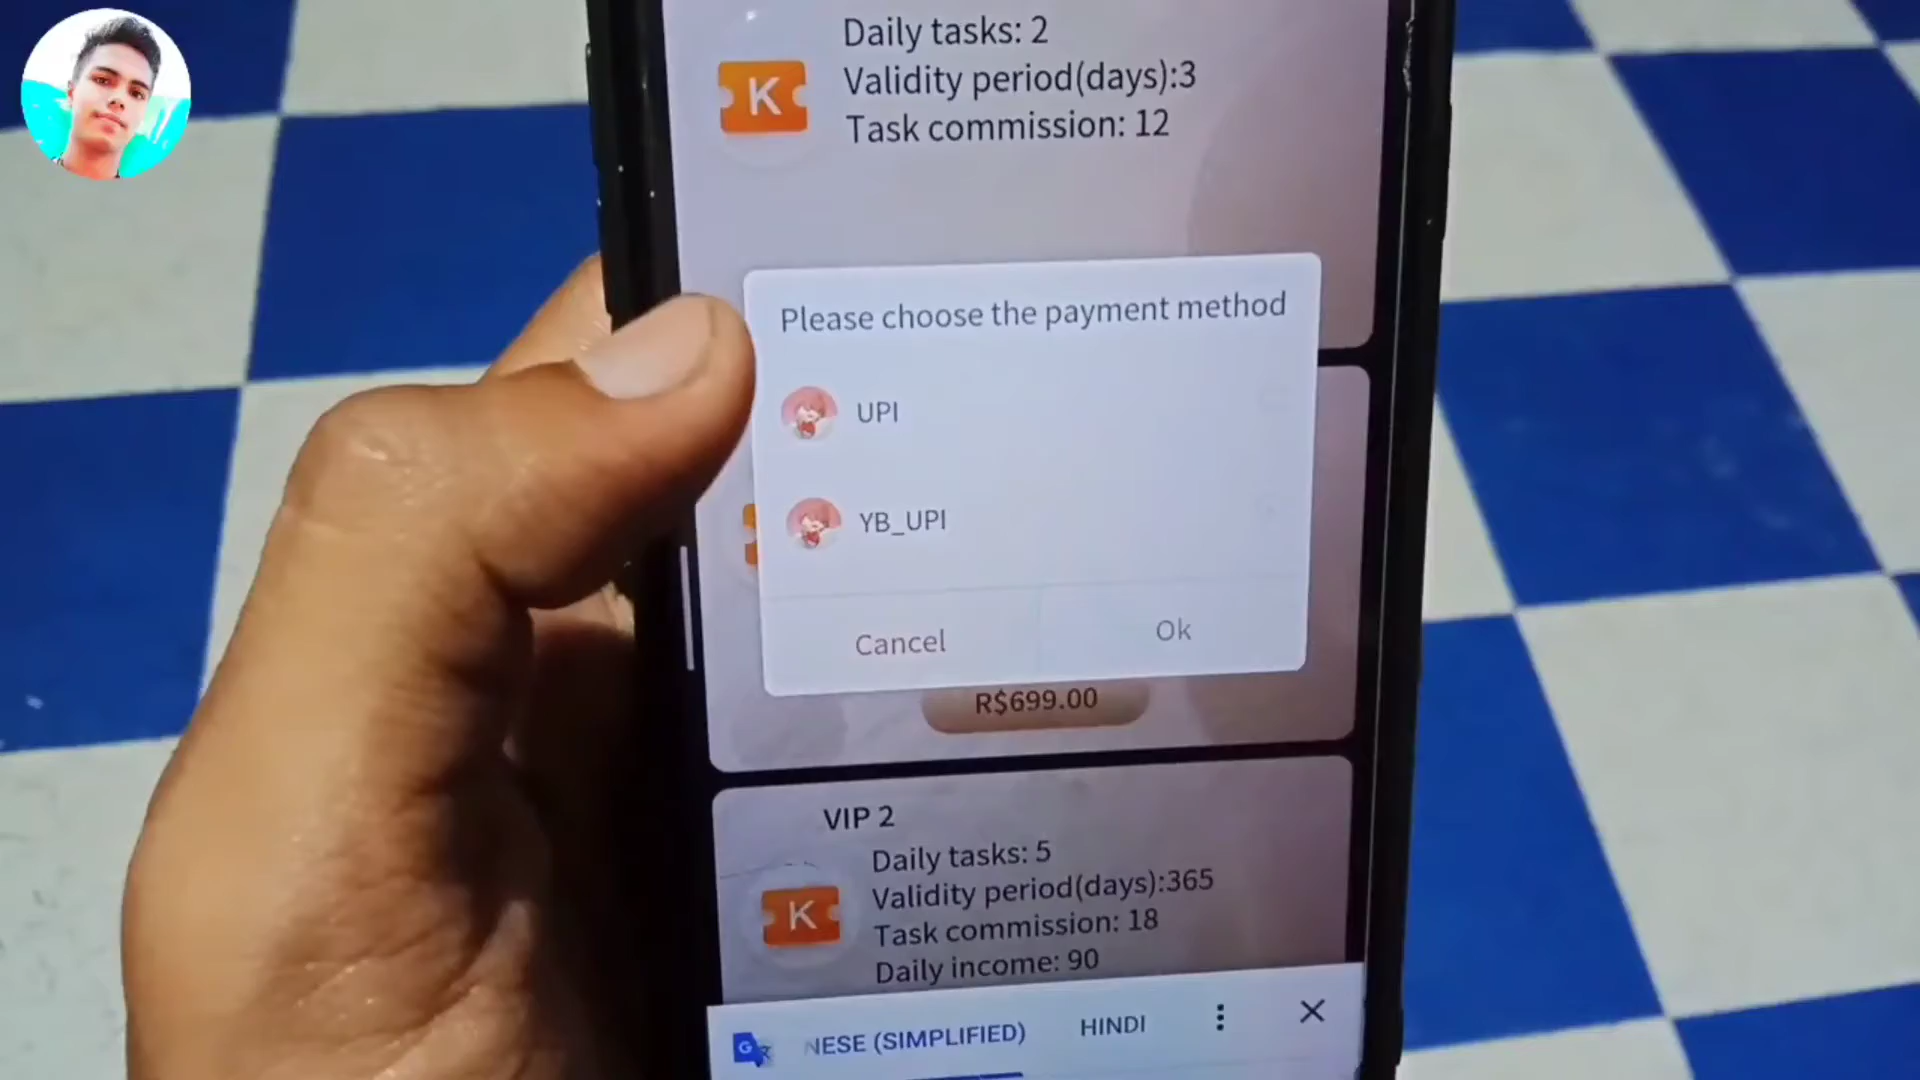 Daily tasks: 2
K
Validity period(days):3
Task commission: 12
Please choose the payment method
UPI
YB_UPI
Cancel
Ok
R$699.00
VIP 2
Daily tasks: 5
Validity period(days):365
K
Task commission: 18
Daily income: 90
G
NESE (SIMPLIFIED)
HINDI